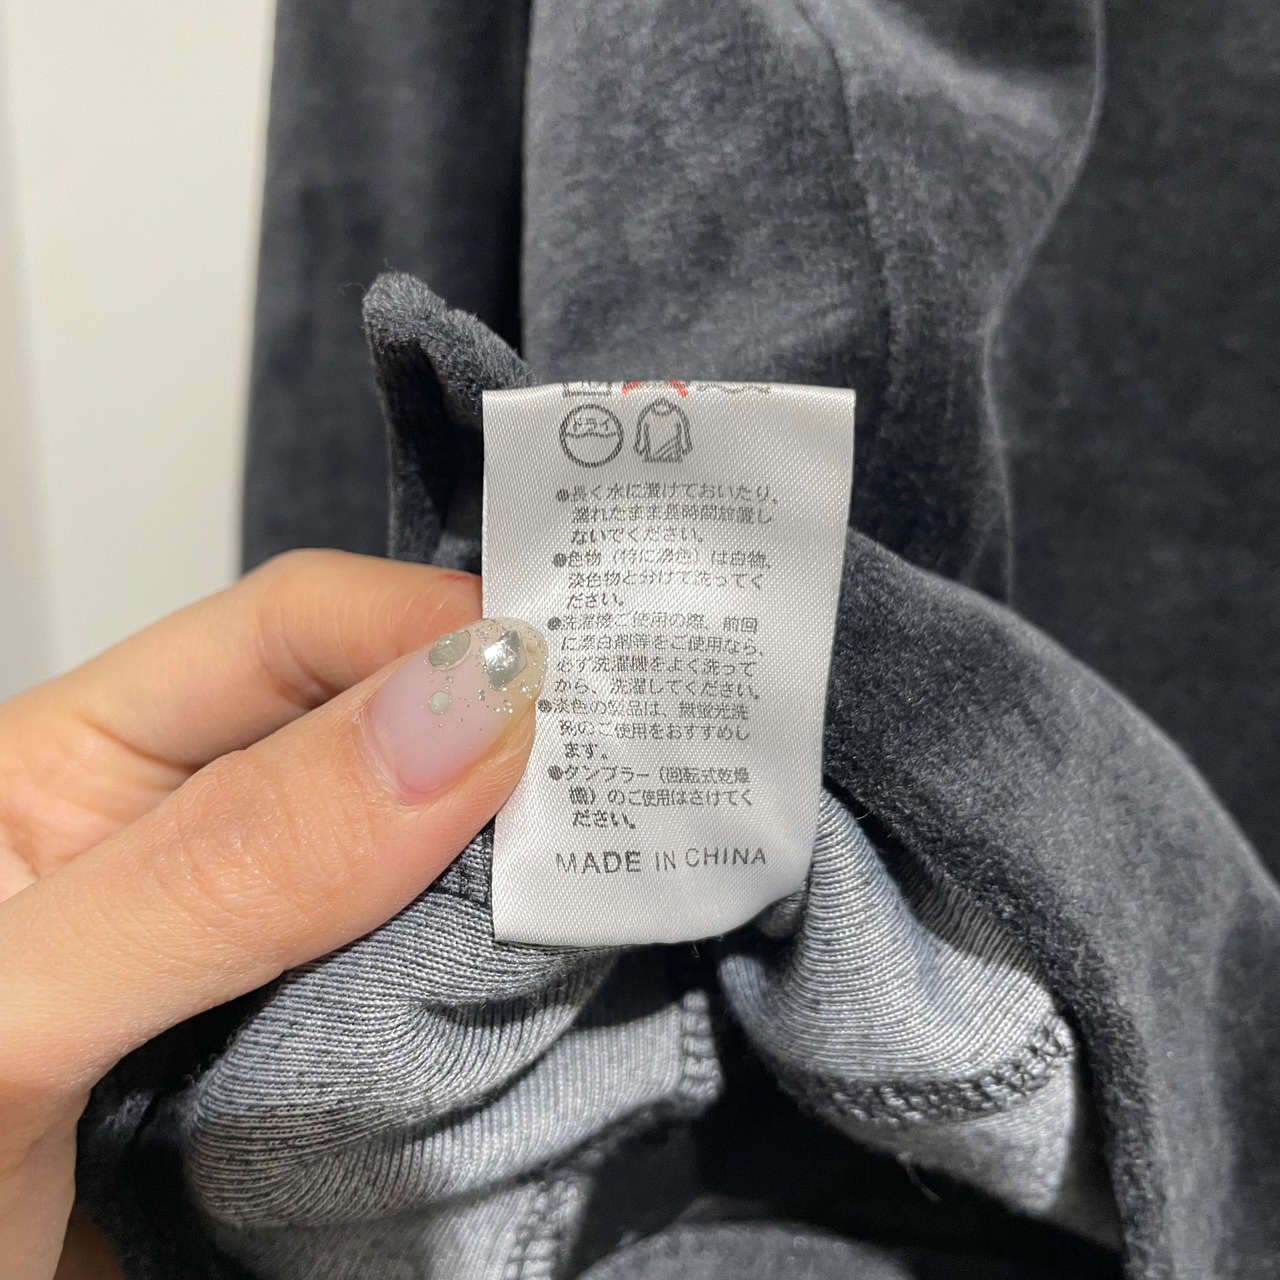 ドライ
●長く水に漬けておいたり、
濡れたまま長時間放置し
ないでください。
●色物（特に濃色）は白物、
淡色物と分けて洗ってく
ださい。
●洗濯機ご使用の際、前回
に漂白剤等をご使用なら、
必ず洗濯機をよく洗って
から、洗濯してください。
●淡色の製品は、無蛍光洗
剤のご使用をおすすめし
ます。
●タンブラー（回転式乾燥
機）のご使用はさけてく
ださい。
MADE IN CHINA